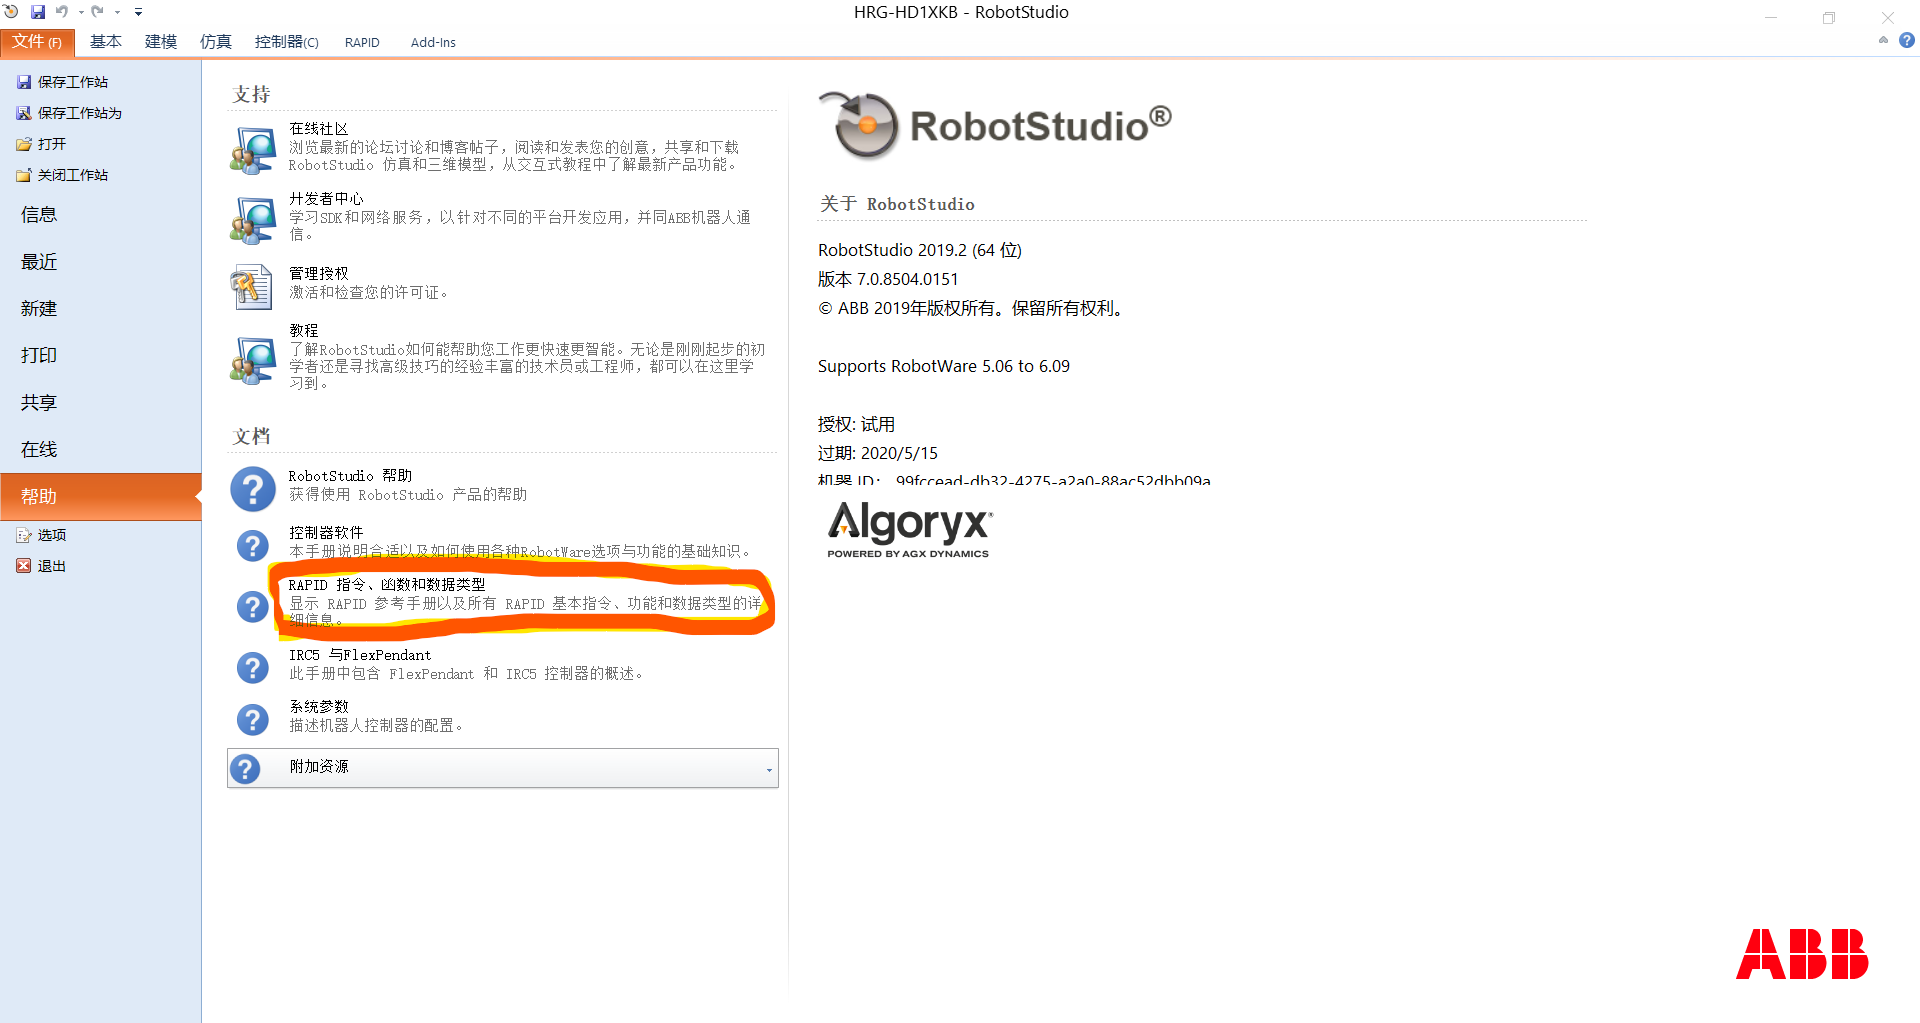 HRG-HD1XKB - RobotStudio
文件(F) 基本 建模 仿真 控制器(C) RAPID Add-Ins
保存工作站
保存工作站为
打开
关闭工作站
信息
最近
新建
打印
共享
在线
帮助
选项
退出
支持
在线社区
浏览最新的论坛讨论和博客帖子，阅读和发表您的创意，共享和下载
RobotStudio 仿真和三维模型，从交互式教程中了解最新产品功能。
开发者中心
学习SDK和网络服务，以针对不同的平台开发应用，并同ABB机器人通
信。
管理授权
激活和检查您的许可证。
教程
了解RobotStudio如何能帮助您工作更快速更智能。无论是刚刚起步的初
学者还是寻找高级技巧的经验丰富的技术员或工程师，都可以在这里学
习到。
文档
RobotStudio 帮助
获得使用 RobotStudio 产品的帮助
控制器软件
本手册说明合适以及如何使用各种RobotWare选项与功能的基础知识。
RAPID 指令、函数和数据类型
显示 RAPID 参考手册以及所有 RAPID 基本指令、功能和数据类型的详
细信息。
IRC5 与FlexPendant
此手册中包含 FlexPendant 和 IRC5 控制器的概述。
系统参数
描述机器人控制器的配置。
附加资源
RobotStudio®
关于 RobotStudio
RobotStudio 2019.2 (64 位)
版本 7.0.8504.0151
© ABB 2019年版权所有。保留所有权利。
Supports RobotWare 5.06 to 6.09
授权: 试用
过期: 2020/5/15
机器 ID： 99fccead-db32-4275-a2a0-88ac52dbb09a
Algoryx
POWERED BY AGX DYNAMICS
ABB